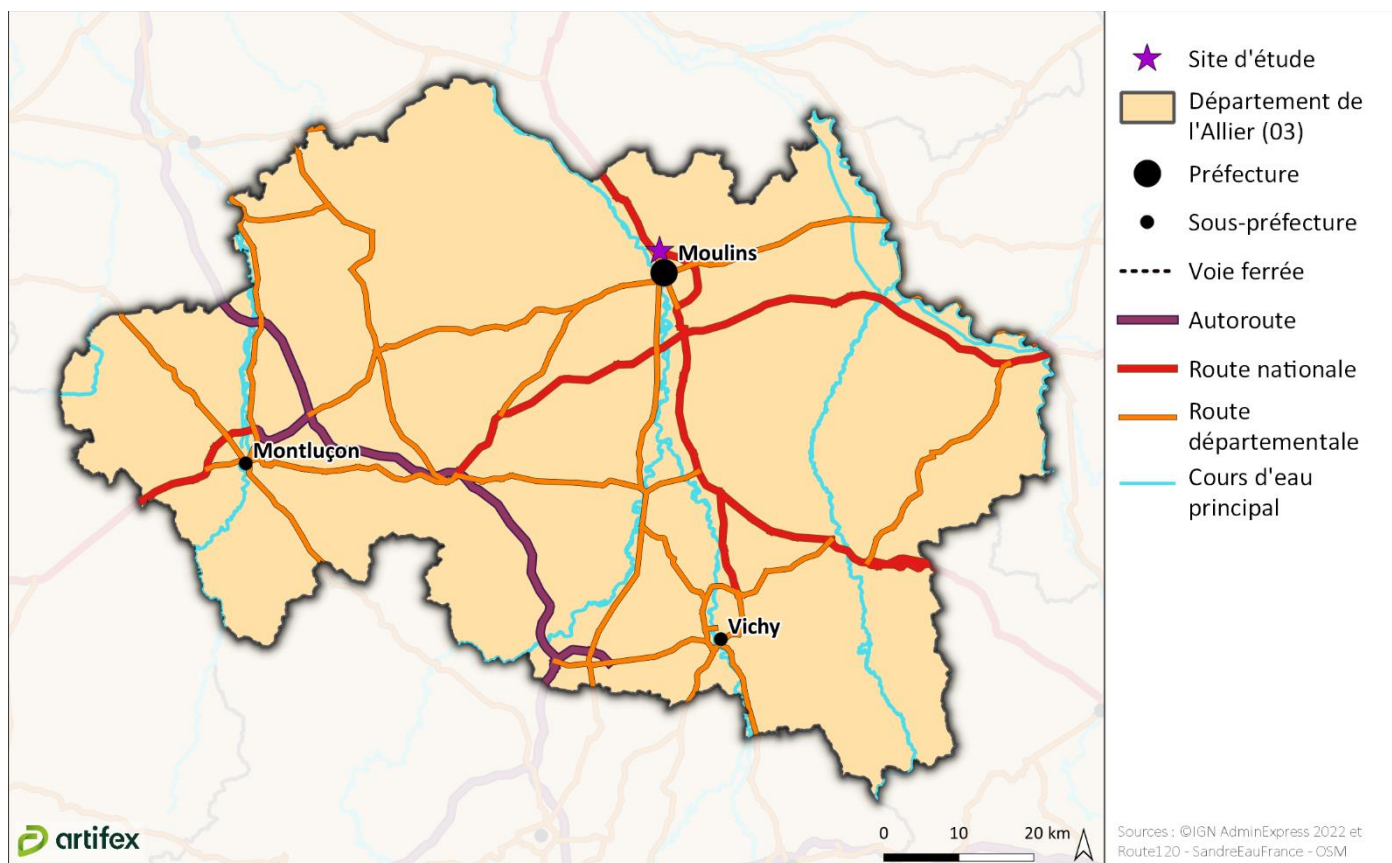 Moulins
Montluçon
Vichy
artifex
0 10 20 km
Site d'étude
Département de
l'Allier (03)
Préfecture
Sous-préfecture
Voie ferrée
Autoroute
Route nationale
Route
départementale
Cours d'eau
principal
Sources : ©IGN AdminExpress 2022 et
Route120 - SandreEauFrance - OSM